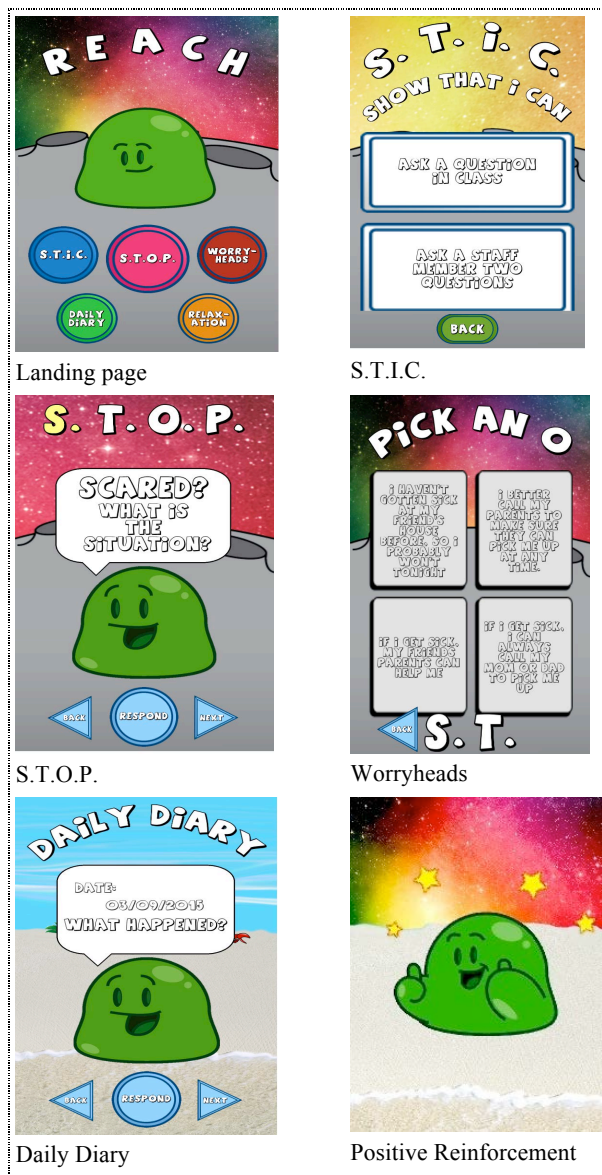 R E A C H
S.T.i.C.
S.T.O.P.
WORRY-
HEADS
DAiLY
DiARY
RELAX-
ATiON
Landing page
S. T. i. C.
SHOW THAT i CAN
ASK A QUESTiON
iN CLASS
ASK A STAFF
MEMBER TWO
QUESTiONS
BACK
S.T.I.C.
S. T. O. P.
SCARED?
WHAT iS
THE
SiTUATiON?
BACK
RESPOND
NEXT
S.T.O.P.
PiCK AN O
i HAVEN'T
GOTTEN SiCK
AT MY
FRiEND'S
HOUSE
BEFORE, SO i
PROBABLY
WON'T
TONiGHT
i BETTER
CALL MY
PARENTS TO
MAKE SURE
THEY CAN
PiCK ME UP
AT ANY
TiME.
iF i GET SiCK,
MY FRiENDS
PARENTS CAN
HELP ME
iF i GET SiCK,
i CAN
ALWAYS
CALL MY
MOM OR DAD
TO PiCK ME
UP
BACK
S. T.
Worryheads
DAiLY DiARY
DATE:
03/09/2015
WHAT HAPPENED?
BACK
RESPOND
NEXT
Daily Diary
Positive Reinforcement